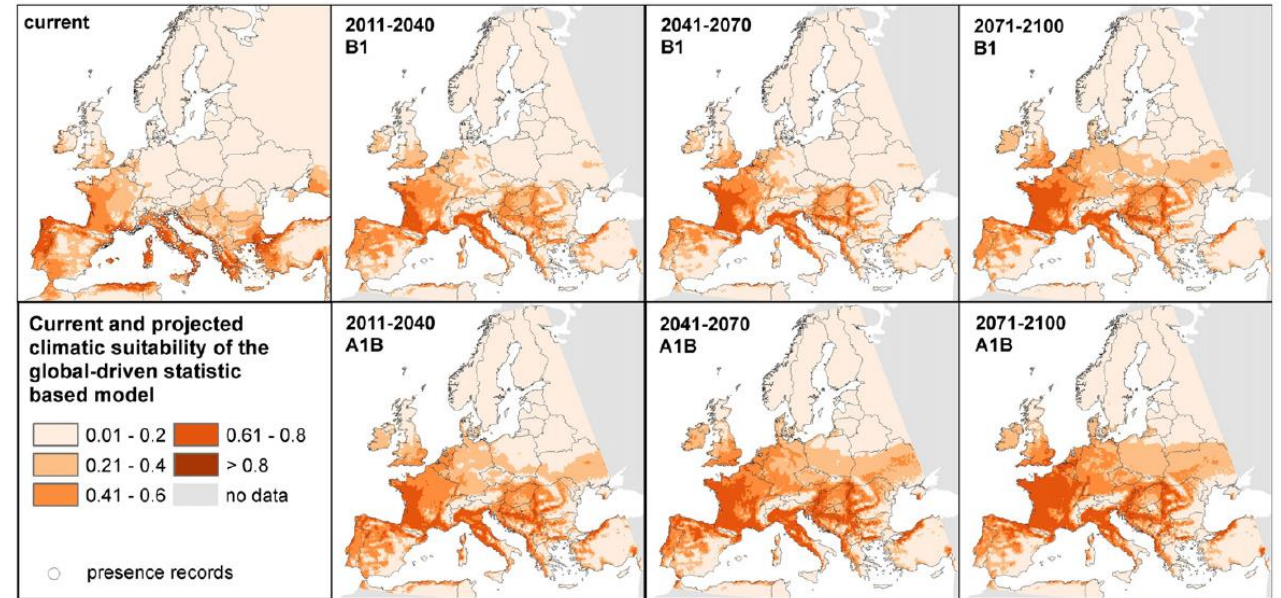 current
2011-2040
B1
2041-2070
B1
2071-2100
B1
Current and projected
climatic suitability of the
global-driven statistic
based model
0.01 - 0.2
0.61 - 0.8
0.21 - 0.4
> 0.8
0.41 - 0.6
no data
presence records
2011-2040
A1B
2041-2070
A1B
2071-2100
A1B